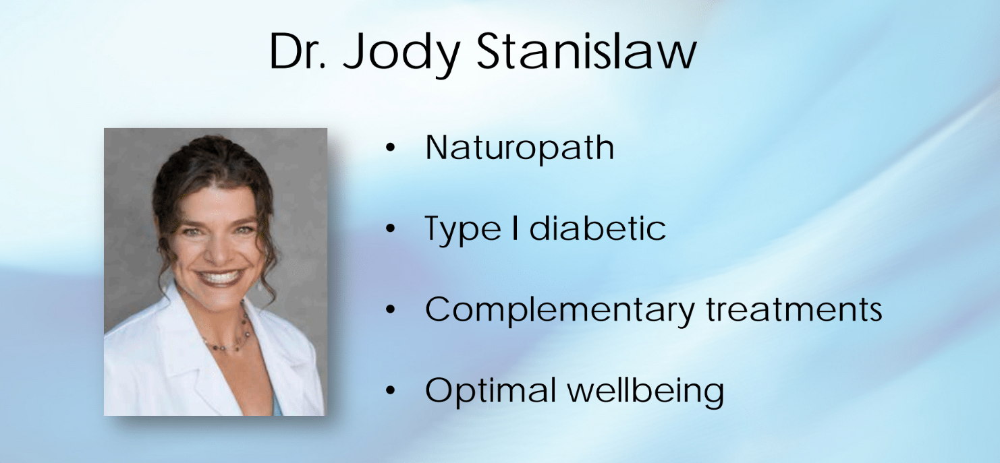 Dr. Jody Stanislaw
• Naturopath
• Type I diabetic
• Complementary treatments
• Optimal wellbeing